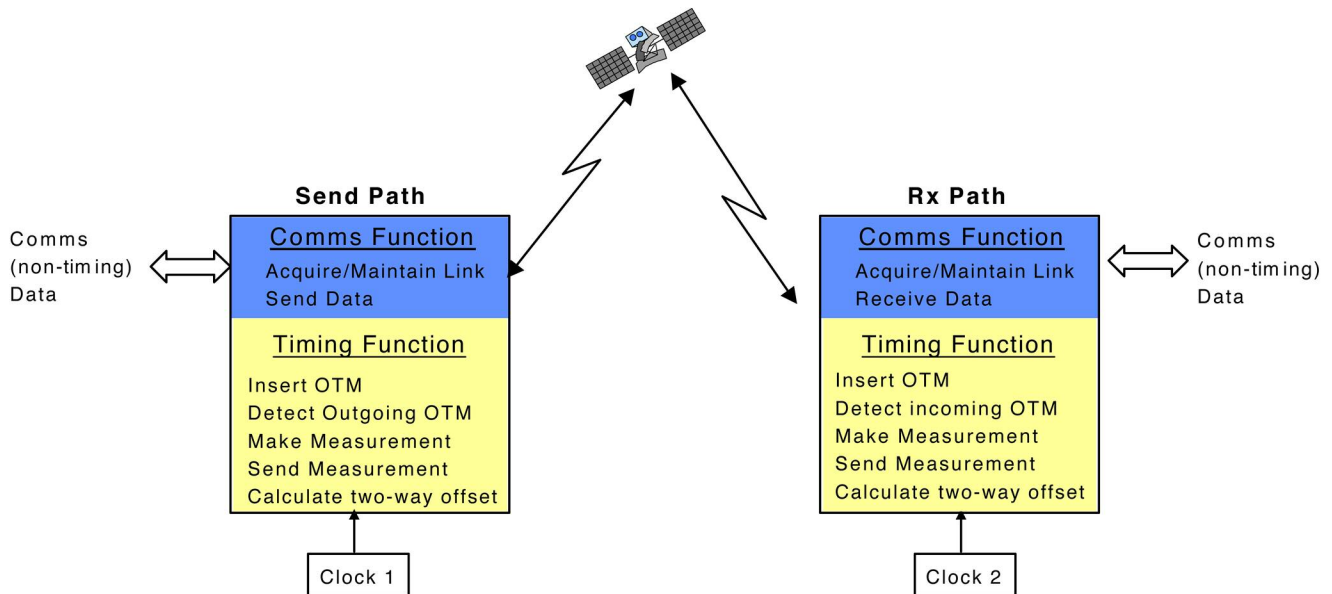 Send Path
Comms Function
Acquire/Maintain Link
Send Data
Timing Function
Insert OTM
Detect Outgoing OTM
Make Measurement
Send Measurement
Calculate two-way offset
Clock 1
Comms
(non-timing)
Data
Rx Path
Comms Function
Acquire/Maintain Link
Receive Data
Timing Function
Insert OTM
Detect incoming OTM
Make Measurement
Send Measurement
Calculate two-way offset
Clock 2
Comms
(non-timing)
Data